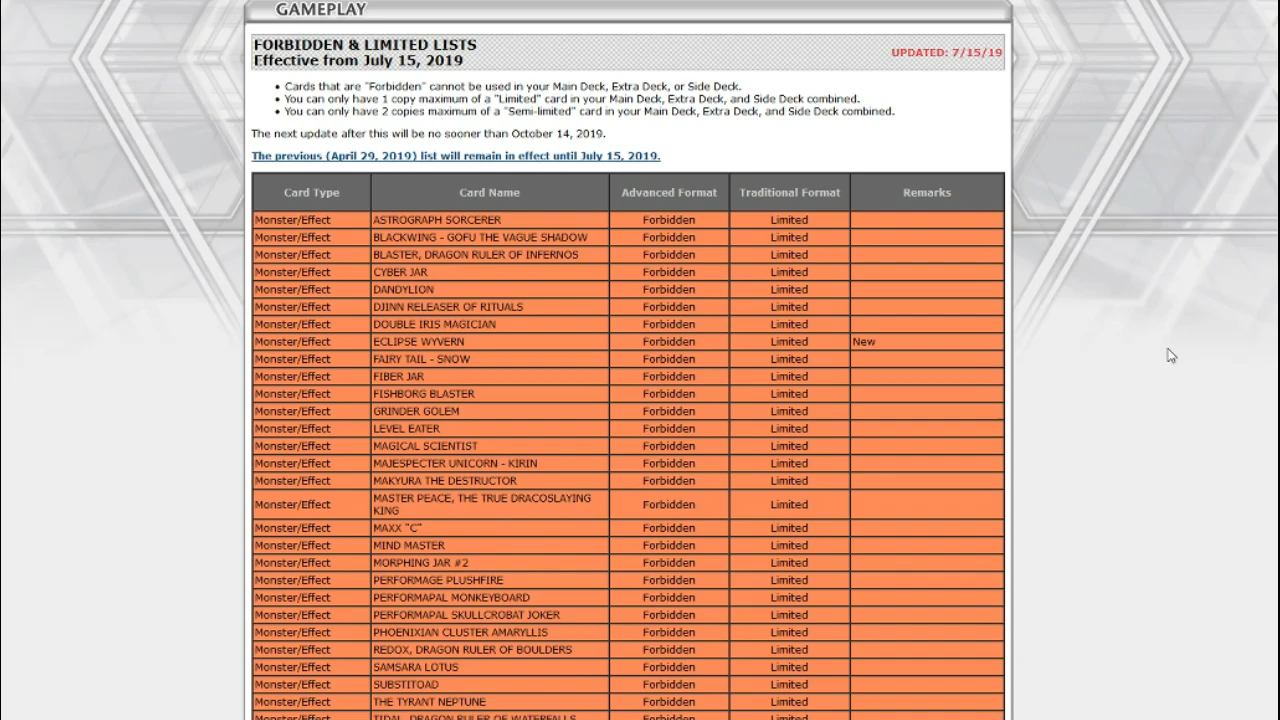 GAMEPLAY
FORBIDDEN & LIMITED LISTS
Effective from July 15, 2019
UPDATED: 7/15/19
• Cards that are "Forbidden" cannot be used in your Main Deck, Extra Deck, or Side Deck.
• You can only have 1 copy maximum of a "Limited" card in your Main Deck, Extra Deck, and Side Deck combined.
• You can only have 2 copies maximum of a "Semi-limited" card in your Main Deck, Extra Deck, and Side Deck combined.
The next update after this will be no sooner than October 14, 2019.
The previous (April 29, 2019) list will remain in effect until July 15, 2019.
Card Type Card Name Advanced Format Traditional Format Remarks
Monster/Effect ASTROGRAPH SORCERER Forbidden Limited
Monster/Effect BLACKWING - GOFU THE VAGUE SHADOW Forbidden Limited
Monster/Effect BLASTER, DRAGON RULER OF INFERNOS Forbidden Limited
Monster/Effect CYBER JAR Forbidden Limited
Monster/Effect DANDYLION Forbidden Limited
Monster/Effect DJINN RELEASER OF RITUALS Forbidden Limited
Monster/Effect DOUBLE IRIS MAGICIAN Forbidden Limited
Monster/Effect ECLIPSE WYVERN Forbidden Limited New
Monster/Effect FAIRY TAIL - SNOW Forbidden Limited
Monster/Effect FIBER JAR Forbidden Limited
Monster/Effect FISHBORG BLASTER Forbidden Limited
Monster/Effect GRINDER GOLEM Forbidden Limited
Monster/Effect LEVEL EATER Forbidden Limited
Monster/Effect MAGICAL SCIENTIST Forbidden Limited
Monster/Effect MAJESPECTER UNICORN - KIRIN Forbidden Limited
Monster/Effect MAKYURA THE DESTRUCTOR Forbidden Limited
Monster/Effect MASTER PEACE, THE TRUE DRACOSLAYING
KING Forbidden Limited
Monster/Effect MAXX "C" Forbidden Limited
Monster/Effect MIND MASTER Forbidden Limited
Monster/Effect MORPHING JAR #2 Forbidden Limited
Monster/Effect PERFORMAGE PLUSHFIRE Forbidden Limited
Monster/Effect PERFORMAPAL MONKEYBOARD Forbidden Limited
Monster/Effect PERFORMAPAL SKULLCROBAT JOKER Forbidden Limited
Monster/Effect PHOENIXIAN CLUSTER AMARYLLIS Forbidden Limited
Monster/Effect REDOX, DRAGON RULER OF BOULDERS Forbidden Limited
Monster/Effect SAMSARA LOTUS Forbidden Limited
Monster/Effect SUBSTITOAD Forbidden Limited
Monster/Effect THE TYRANT NEPTUNE Forbidden Limited
Monster/Effect TIDAL, DRAGON RULER OF WATERFALLS Forbidden Limited